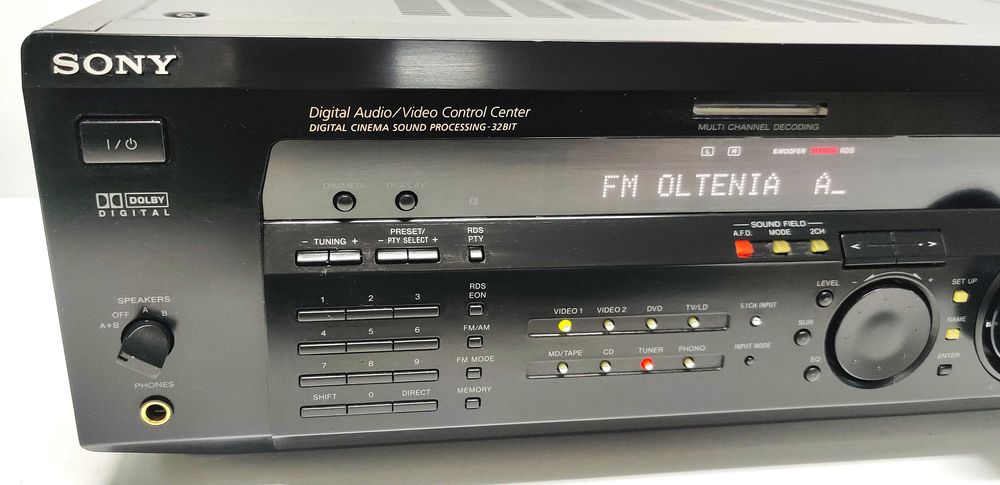 SONY
Digital Audio/Video Control Center
DIGITAL CINEMA SOUND PROCESSING-32BIT
MULTI CHANNEL DECODING
I/⏻
DOLBY
DIGITAL
L R SWOOFER STEREO RDS
FM OLTENIA A_
DIMMER DISPLAY
- TUNING +
PRESET/
- PTY SELECT +
RDS
PTY
SOUND FIELD
A.F.D. MODE 2CH
< >
SPEAKERS
OFF A B
A+B
PHONES
1 2 3
4 5 6
7 8 9
SHIFT 0 DIRECT
RDS
EON
FM/AM
FM MODE
MEMORY
VIDEO 1 VIDEO 2 DVD TV/LD
MD/TAPE CD TUNER PHONO
5.1CH INPUT
INPUT MODE
LEVEL
SUR
EQ
- +
SET UP
NAME
ENTER